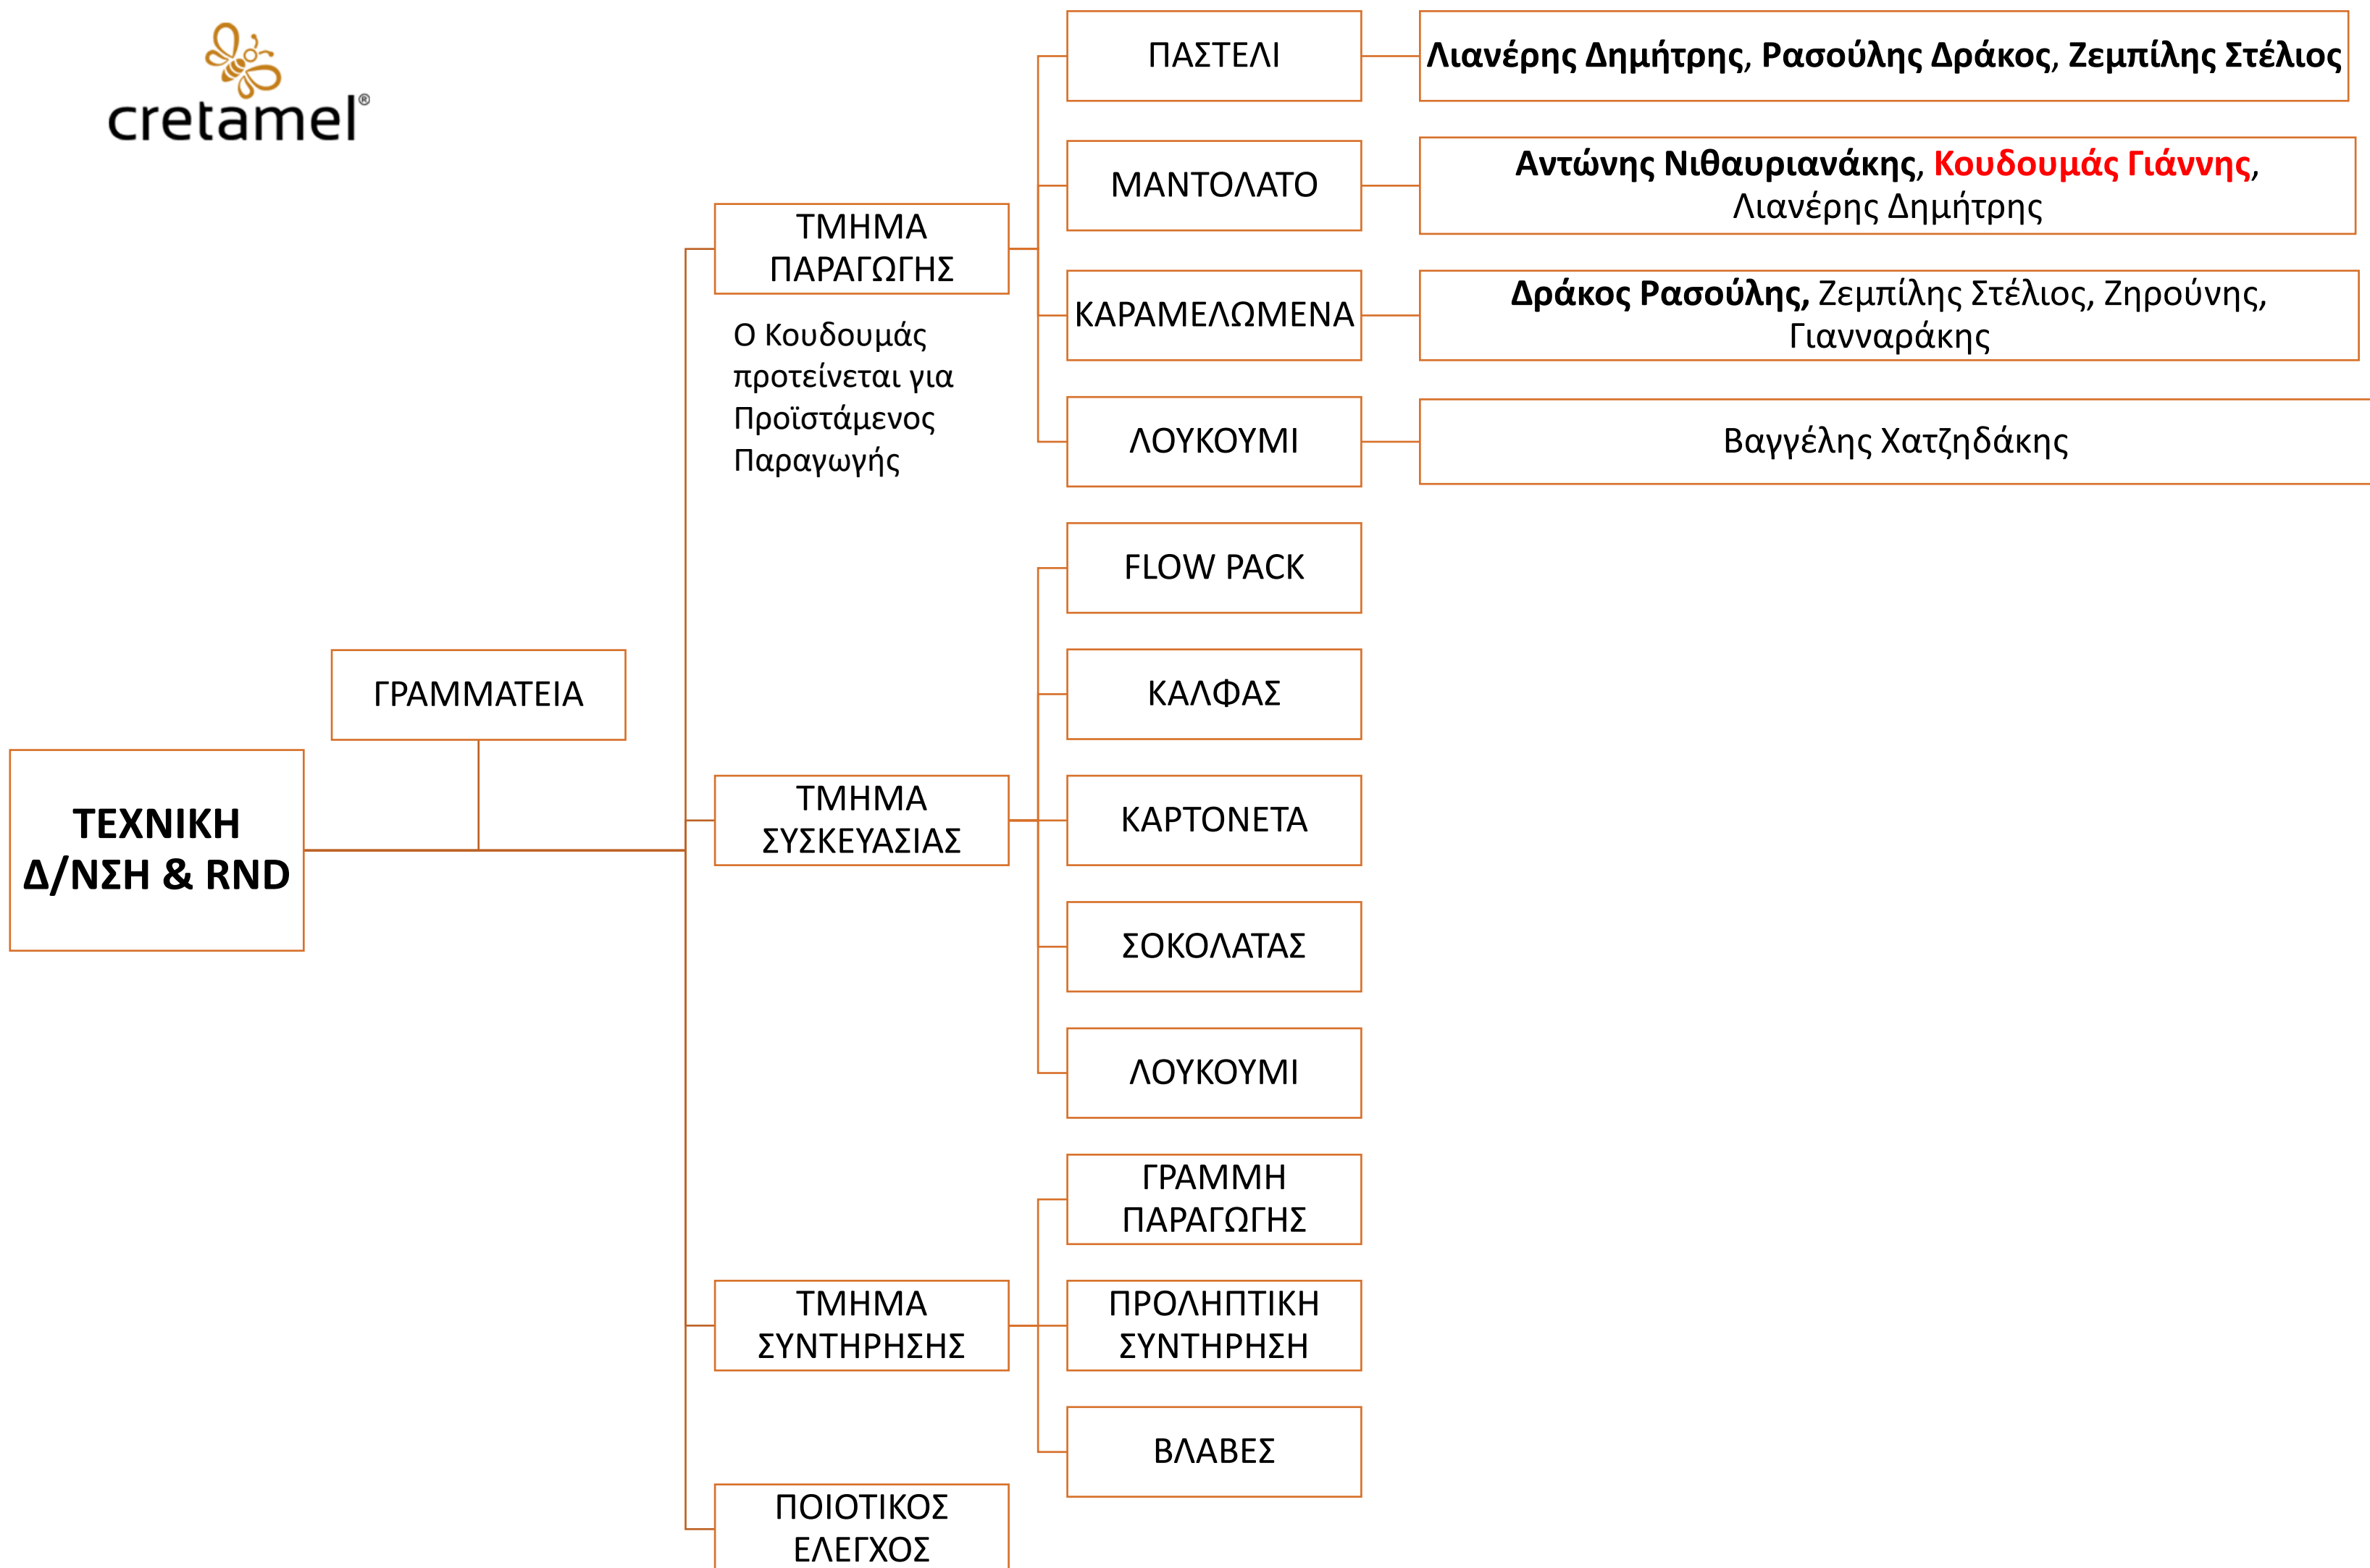 cretamel®
ΤΕΧΝΙΚΗ
Δ/ΝΣΗ & RND
ΓΡΑΜΜΑΤΕΙΑ
ΤΜΗΜΑ
ΠΑΡΑΓΩΓΗΣ
Ο Κουδουμάς
προτείνεται για
Προϊστάμενος
Παραγωγής
ΠΑΣΤΕΛΙ
Λιανέρης Δημήτρης, Ρασούλης Δράκος, Ζεμπίλης Στέλιος
ΜΑΝΤΟΛΑΤΟ
Αντώνης Νιθαυριανάκης, Κουδουμάς Γιάννης,
Λιανέρης Δημήτρης
ΚΑΡΑΜΕΛΩΜΕΝΑ
Δράκος Ρασούλης, Ζεμπίλης Στέλιος, Ζηρούνης,
Γιανναράκης
ΛΟΥΚΟΥΜΙ
Βαγγέλης Χατζηδάκης
ΤΜΗΜΑ
ΣΥΣΚΕΥΑΣΙΑΣ
FLOW PACK
ΚΑΛΦΑΣ
ΚΑΡΤΟΝΕΤΑ
ΣΟΚΟΛΑΤΑΣ
ΛΟΥΚΟΥΜΙ
ΤΜΗΜΑ
ΣΥΝΤΗΡΗΣΗΣ
ΓΡΑΜΜΗ
ΠΑΡΑΓΩΓΗΣ
ΠΡΟΛΗΠΤΙΚΗ
ΣΥΝΤΗΡΗΣΗ
ΒΛΑΒΕΣ
ΠΟΙΟΤΙΚΟΣ
ΕΛΕΓΧΟΣ